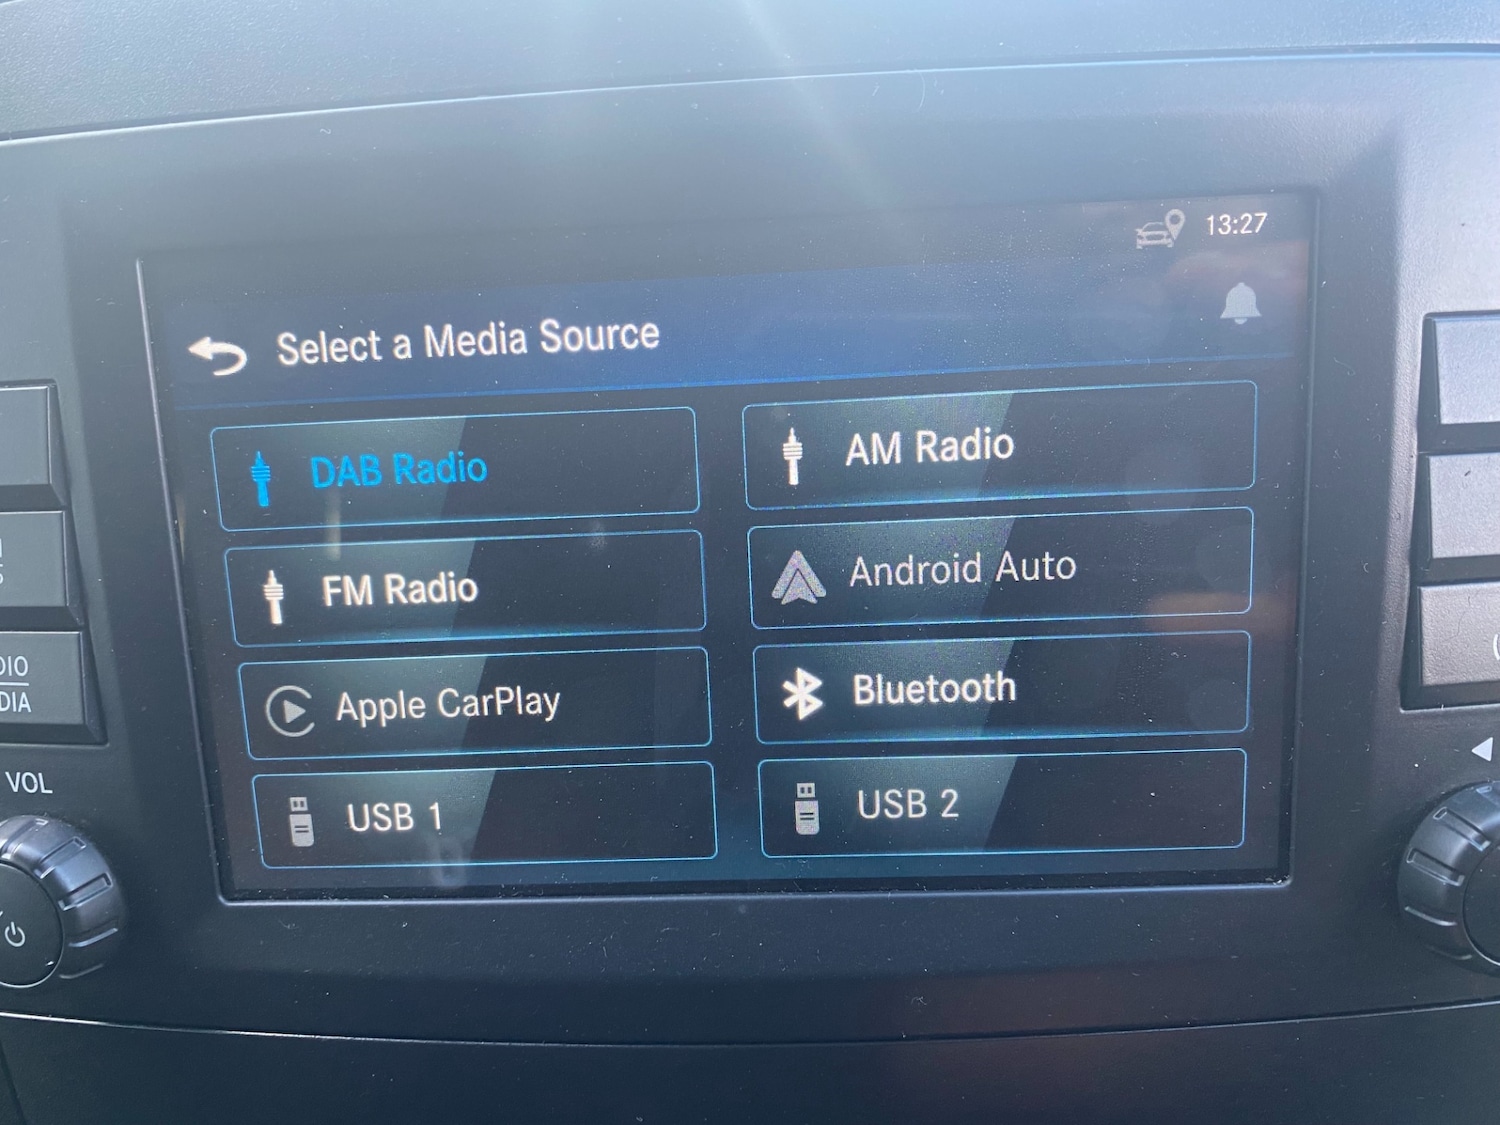 13:27
Select a Media Source
DAB Radio
AM Radio
FM Radio
Android Auto
Apple CarPlay
Bluetooth
USB 1
USB 2
VOL